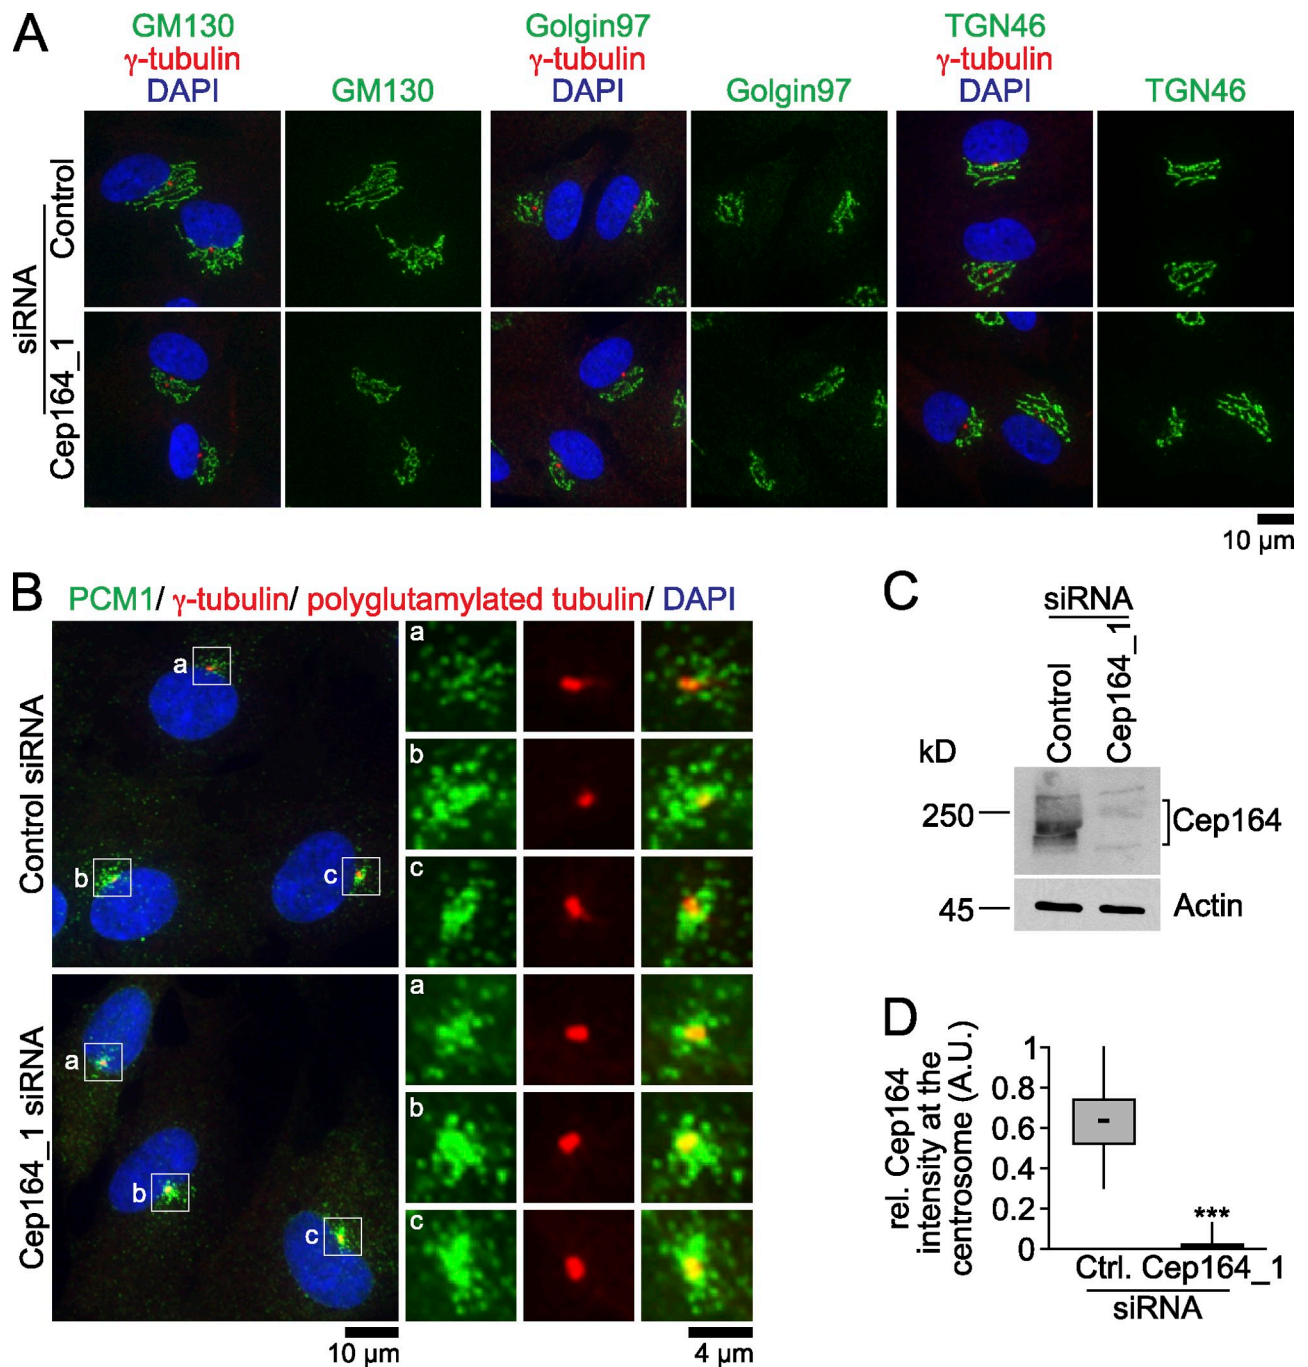 A
GM130
γ-tubulin
DAPI
GM130
Golgin97
γ-tubulin
DAPI
Golgin97
TGN46
γ-tubulin
DAPI
TGN46
siRNA
Control
Cep164_1
10 µm
B
PCM1/ γ-tubulin/ polyglutamylated tubulin/ DAPI
Control siRNA
a
b
c
a
b
c
Cep164_1 siRNA
a
b
c
a
b
c
10 µm
4 µm
C
siRNA
Control
Cep164_1
kD
250
Cep164
45
Actin
D
rel. Cep164
intensity at the
centrosome (A.U.)
1
0.8
0.6
0.4
0.2
0
***
Ctrl. Cep164_1
siRNA